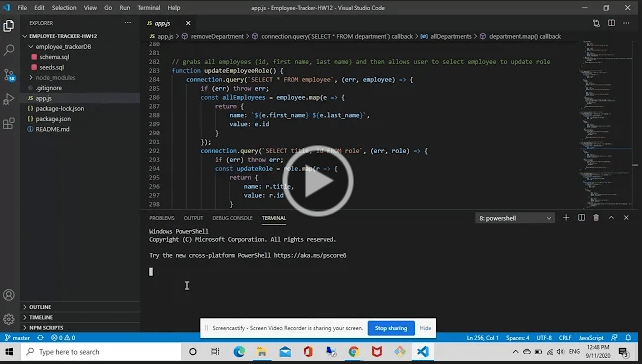 File Edit Selection View Go Run Terminal Help
app.js - Employee-Tracker-HW12 - Visual Studio Code
EXPLORER
EMPLOYEE-TRACKER-HW12
employee_trackerDB
schema.sql
seeds.sql
node_modules
.gitignore
app.js
package-lock.json
package.json
README.md
OUTLINE
TIMELINE
NPM SCRIPTS
app.js
app.js > removeDepartment > connection.query(`SELECT * FROM department`) callback > allDepartments > department.map() callback
280
281
282 // grabs all employees (id, first name, last name) and then allows user to select employee to update role
283 function updateEmployeeRole() {
284 connection.query(`SELECT * FROM employee`, (err, employee) => {
285 if (err) throw err;
286 const allEmployees = employee.map(e => {
287 return {
288 name: `${e.first_name} ${e.last_name}`,
289 value: e.id
290 }
291 });
292 connection.query(`SELECT title, id FROM role`, (err, role) => {
293 if (err) throw err;
294 const updateRole = role.map(r => {
295 return {
296 name: r.title,
297 value: r.id
298 }
PROBLEMS OUTPUT DEBUG CONSOLE TERMINAL
8: powershell
Windows PowerShell
Copyright (C) Microsoft Corporation. All rights reserved.
Try the new cross-platform PowerShell https://aka.ms/pscore6
Screencastify - Screen Video Recorder is sharing your screen. Stop sharing Hide
master 0 0 Ln 256, Col 1 Spaces: 4 UTF-8 CRLF JavaScript
Type here to search
ENG
12:46 PM
9/11/2020